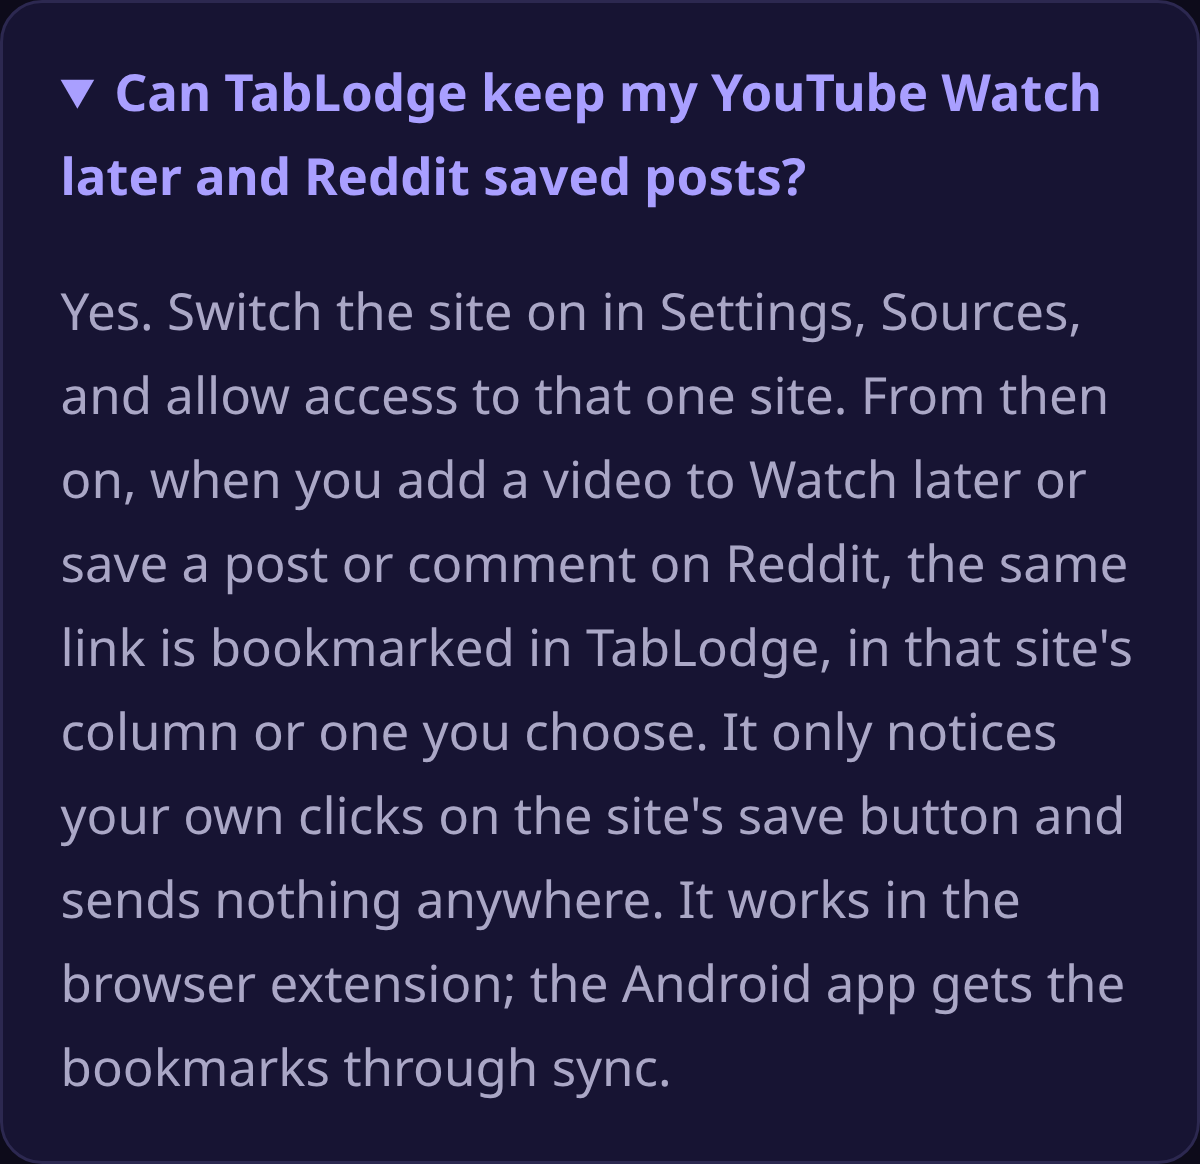 ▼ Can TabLodge keep my YouTube Watch
later and Reddit saved posts?
Yes. Switch the site on in Settings, Sources,
and allow access to that one site. From then
on, when you add a video to Watch later or
save a post or comment on Reddit, the same
link is bookmarked in TabLodge, in that site's
column or one you choose. It only notices
your own clicks on the site's save button and
sends nothing anywhere. It works in the
browser extension; the Android app gets the
bookmarks through sync.